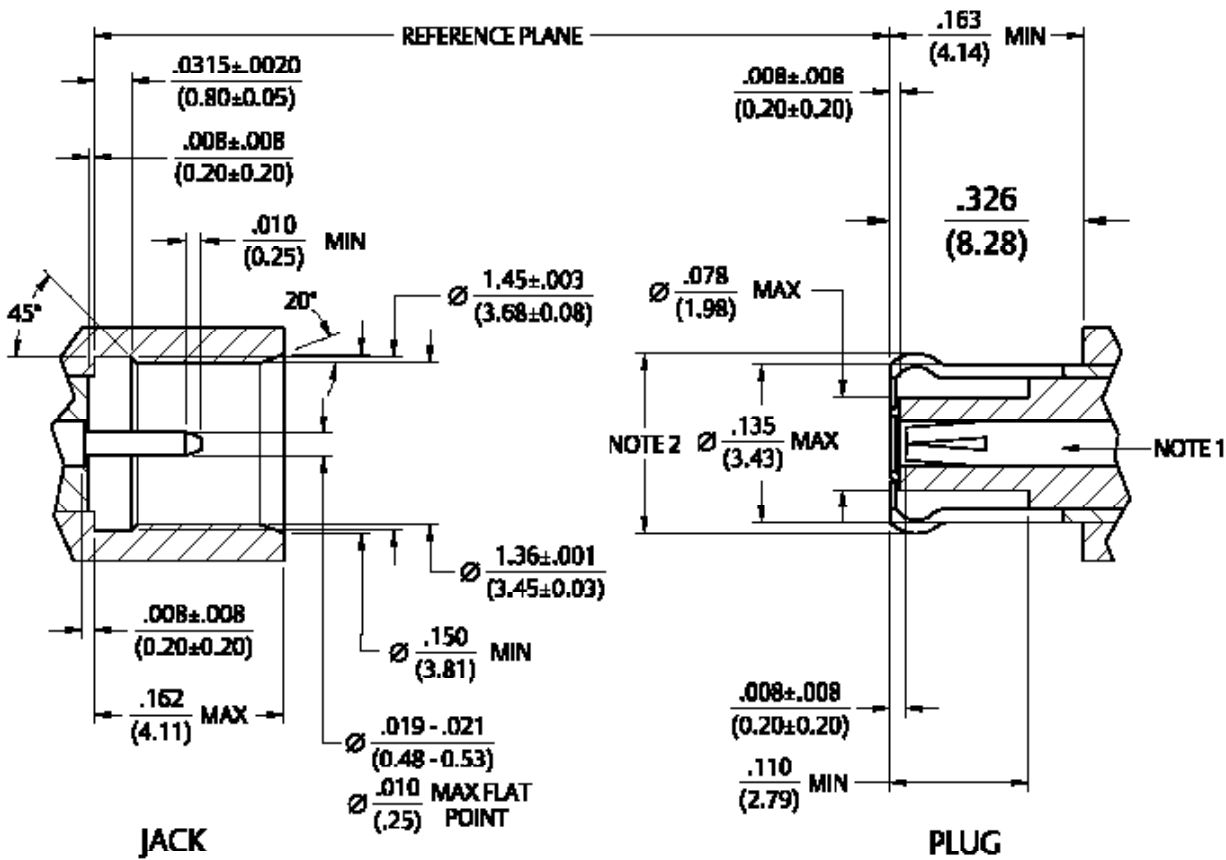 REFERENCE PLANE
.163
(4.14)
MIN
.0315±.0020
(0.80±0.05)
.008±.008
(0.20±0.20)
.008±.008
(0.20±0.20)
.010
(0.25)
MIN
.326
(8.28)
45°
20°
Ø 1.45±.003
(3.68±0.08)
Ø .078
(1.98)
MAX
NOTE 2
Ø .135
(3.43)
MAX
NOTE 1
Ø 1.36±.001
(3.45±0.03)
.008±.008
(0.20±0.20)
Ø .150
(3.81)
MIN
.162
(4.11)
MAX
Ø .019 - .021
(0.48 - 0.53)
Ø .010
(.25)
MAX FLAT
POINT
.008±.008
(0.20±0.20)
.110
(2.79)
MIN
JACK
PLUG